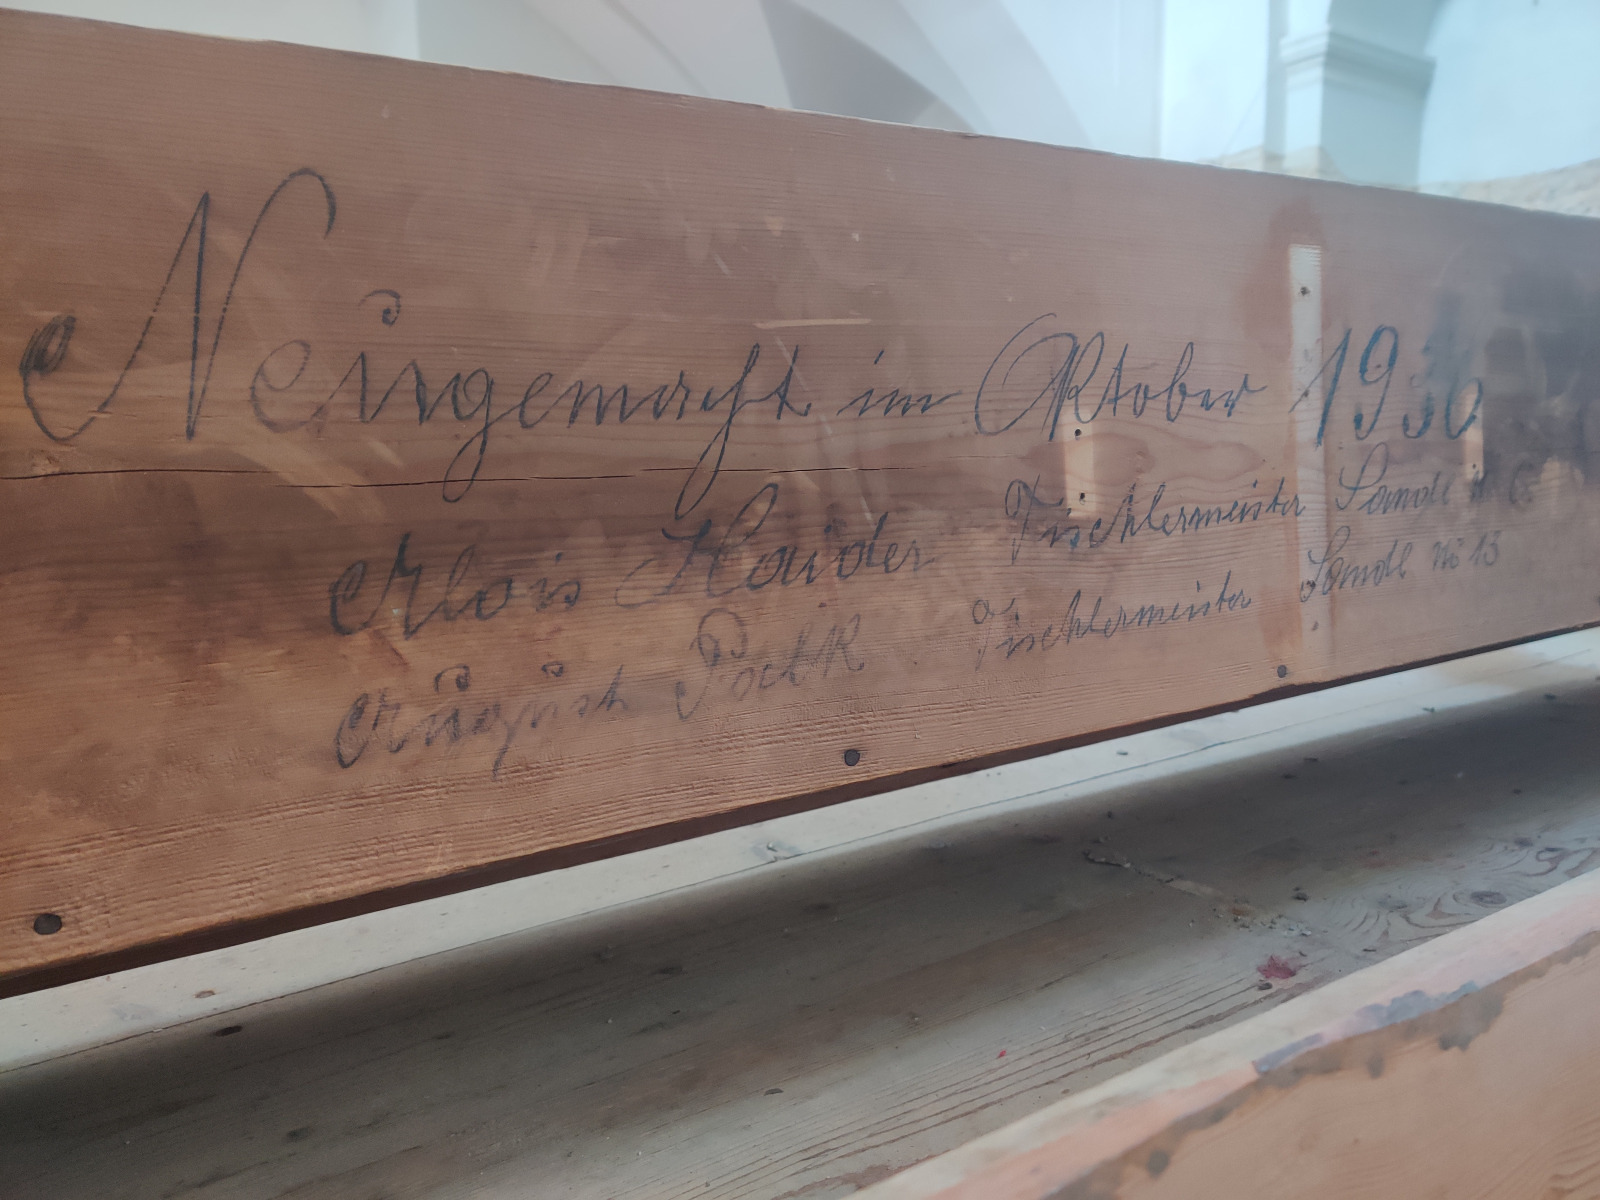 Neugemacht im Oktober 1936
Alois Haider Tischlermeister Sandl
August Tischlermeister Sandl No 13